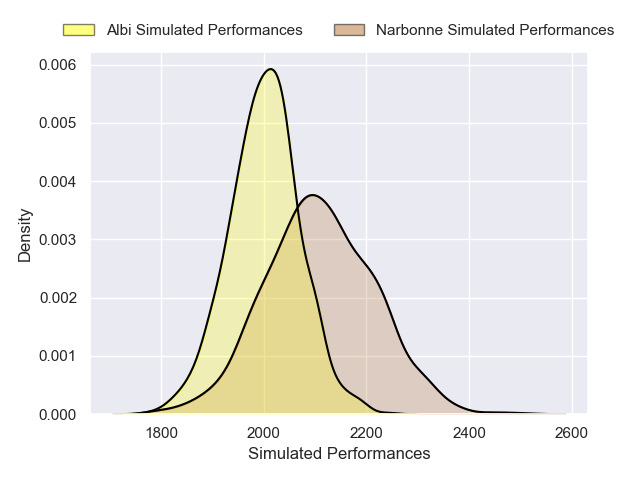 Albi Simulated Performances Narbonne Simulated Performances
0.006
0.005
0.004
0.003
0.002
0.001
0.000
Density
1800 2000 2200 2400 2600
Simulated Performances